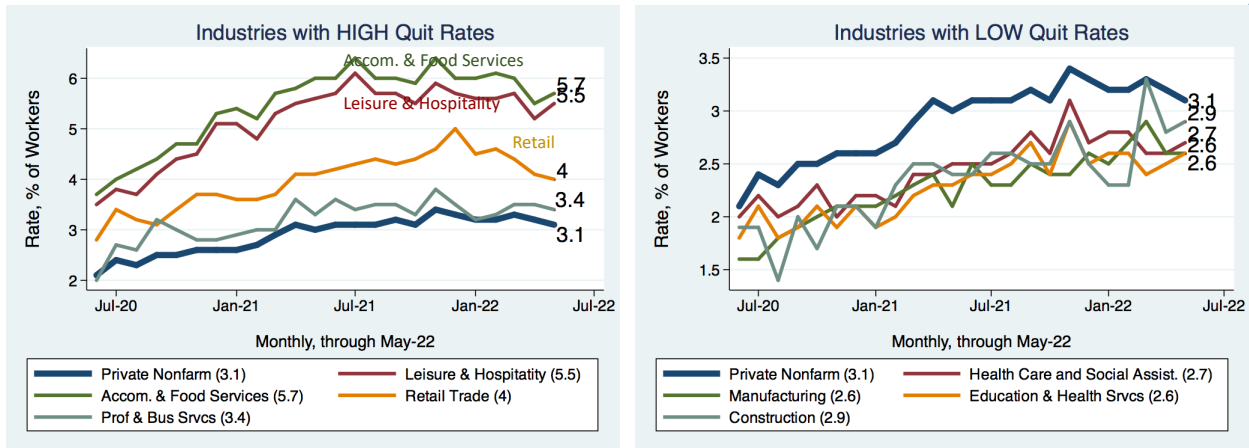 Industries with HIGH Quit Rates
Accom. & Food Services
Leisure & Hospitality
Retail
5.7
5.5
4
3.4
3.1
6
5
4
3
2
Rate, % of Workers
Jul-20 Jan-21 Jul-21 Jan-22 Jul-22
Monthly, through May-22
Private Nonfarm (3.1) Leisure & Hospitatity (5.5)
Accom. & Food Services (5.7) Retail Trade (4)
Prof & Bus Srvcs (3.4)
Industries with LOW Quit Rates
3.1
2.9
2.7
2.6
2.6
3.5
3
2.5
2
1.5
Rate, % of Workers
Jul-20 Jan-21 Jul-21 Jan-22 Jul-22
Monthly, through May-22
Private Nonfarm (3.1) Health Care and Social Assist. (2.7)
Manufacturing (2.6) Education & Health Srvcs (2.6)
Construction (2.9)